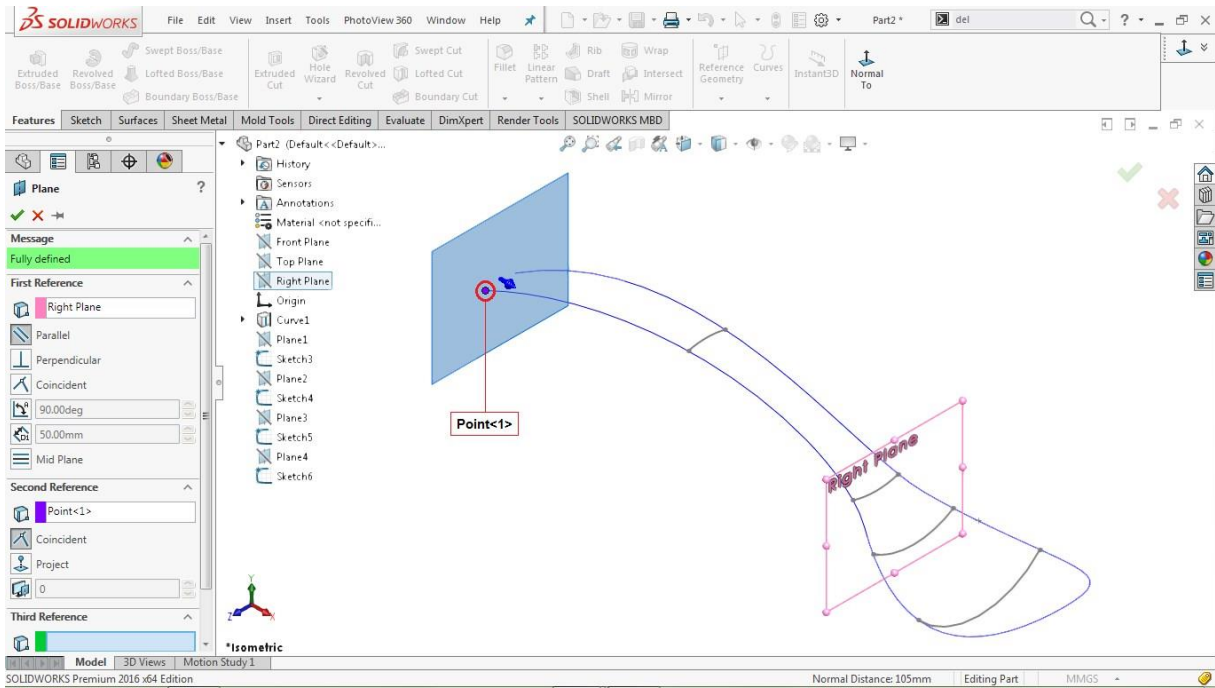 SOLIDWORKS File Edit View Insert Tools PhotoView 360 Window Help Part2 * del ?
Extruded Boss/Base
Revolved Boss/Base
Swept Boss/Base
Lofted Boss/Base
Boundary Boss/Base
Extruded Cut
Hole Wizard
Revolved Cut
Swept Cut
Lofted Cut
Boundary Cut
Fillet
Linear Pattern
Rib
Draft
Shell
Wrap
Intersect
Mirror
Reference Geometry
Curves
Instant3D
Normal To
Features Sketch Surfaces Sheet Metal Mold Tools Direct Editing Evaluate DimXpert Render Tools SOLIDWORKS MBD
Plane ?
Message
Fully defined
First Reference
Right Plane
Parallel
Perpendicular
Coincident
90.00deg
50.00mm
Mid Plane
Second Reference
Point<1>
Coincident
Project
0
Third Reference
Part2 (Default<<Default>...
History
Sensors
Annotations
Material <not specifi...
Front Plane
Top Plane
Right Plane
Origin
Curve1
Plane1
Sketch3
Plane2
Sketch4
Plane3
Sketch5
Plane4
Sketch6
Point<1>
Right Plane
Y
Z
X
*Isometric
Model 3D Views Motion Study 1
SOLIDWORKS Premium 2016 x64 Edition Normal Distance: 105mm Editing Part MMGS